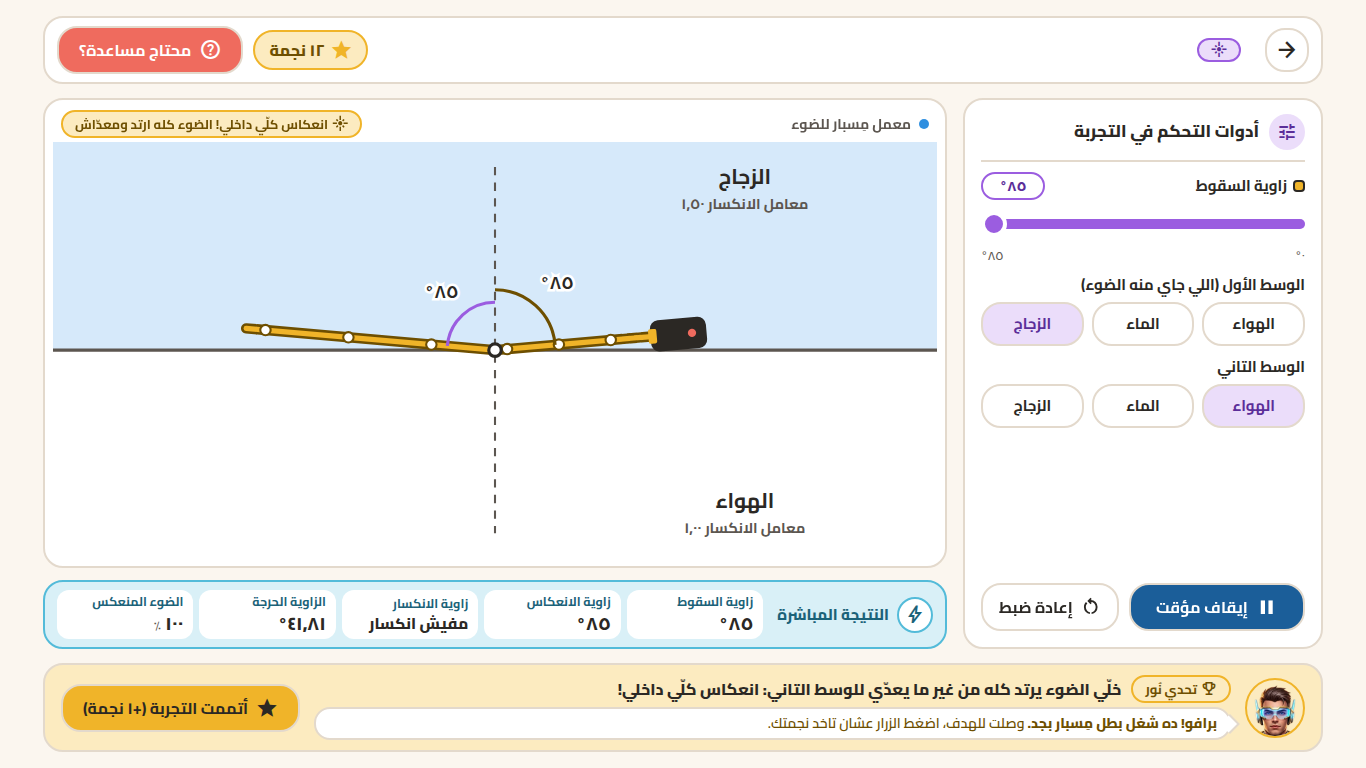 ١٢ نجمة
محتاج مساعدة؟
أدوات التحكم في التجربة
زاوية السقوط
٨٥°
٠°
٨٥°
الوسط الأول (اللي جاي منه الضوء)
الهواء
الماء
الزجاج
الوسط التاني
الهواء
الماء
الزجاج
إيقاف مؤقت
إعادة ضبط
معمل مِسبار للضوء
انعكاس كلّي داخلي! الضوء كله ارتد ومعدّاش
الزجاج
معامل الانكسار ١,٥٠
٨٥°
٨٥°
الهواء
معامل الانكسار ١,٠٠
النتيجة المباشرة
زاوية السقوط
٨٥°
زاوية الانعكاس
٨٥°
زاوية الانكسار
مفيش انكسار
الزاوية الحرجة
٤١,٨١°
الضوء المنعكس
١٠٠ ٪
تحدي نُور
خلّي الضوء يرتد كله من غير ما يعدّي للوسط التاني: انعكاس كلّي داخلي!
برافو! ده شغل بطل مِسبار بجد. وصلت للهدف، اضغط الزرار عشان تاخد نجمتك.
أتممت التجربة (+١ نجمة)